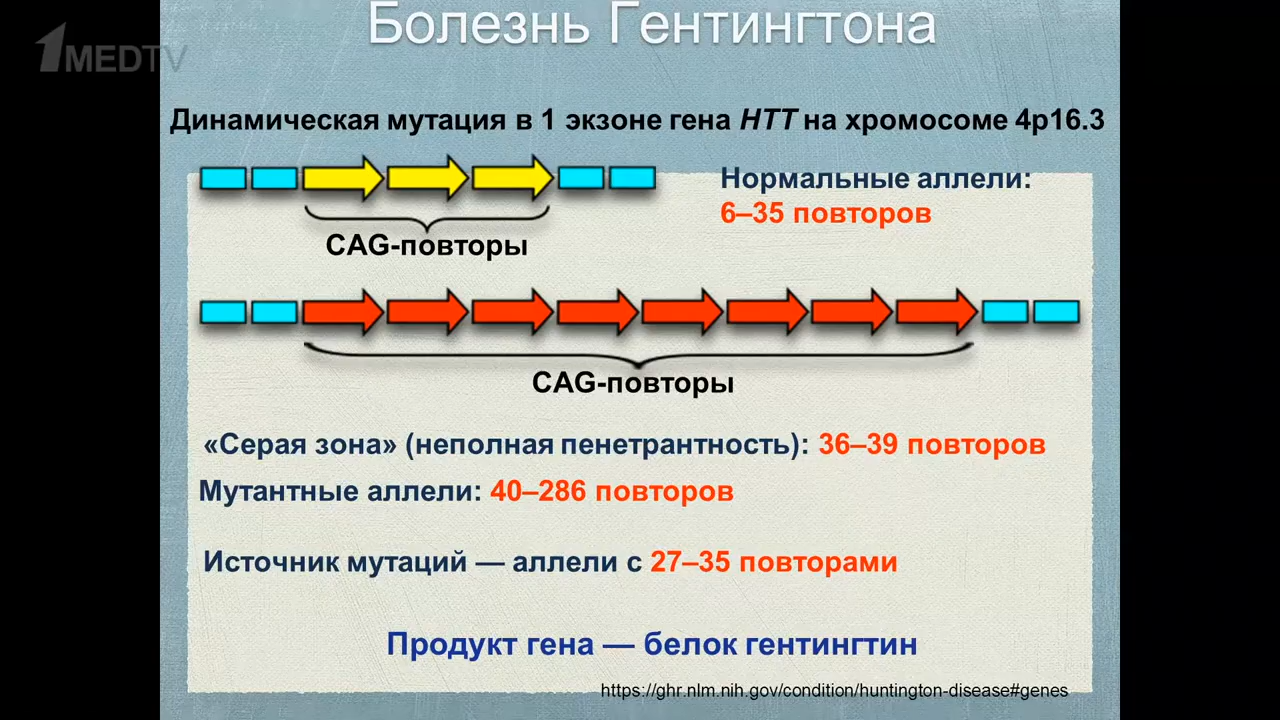 1MEDTV
Болезнь Гентингтона
Динамическая мутация в 1 экзоне гена HTT на хромосоме 4p16.3
Нормальные аллели:
6–35 повторов
CAG-повторы
CAG-повторы
«Серая зона» (неполная пенетрантность): 36–39 повторов
Мутантные аллели: 40–286 повторов
Источник мутаций — аллели с 27–35 повторами
Продукт гена — белок гентингтин
https://ghr.nlm.nih.gov/condition/huntington-disease#genes